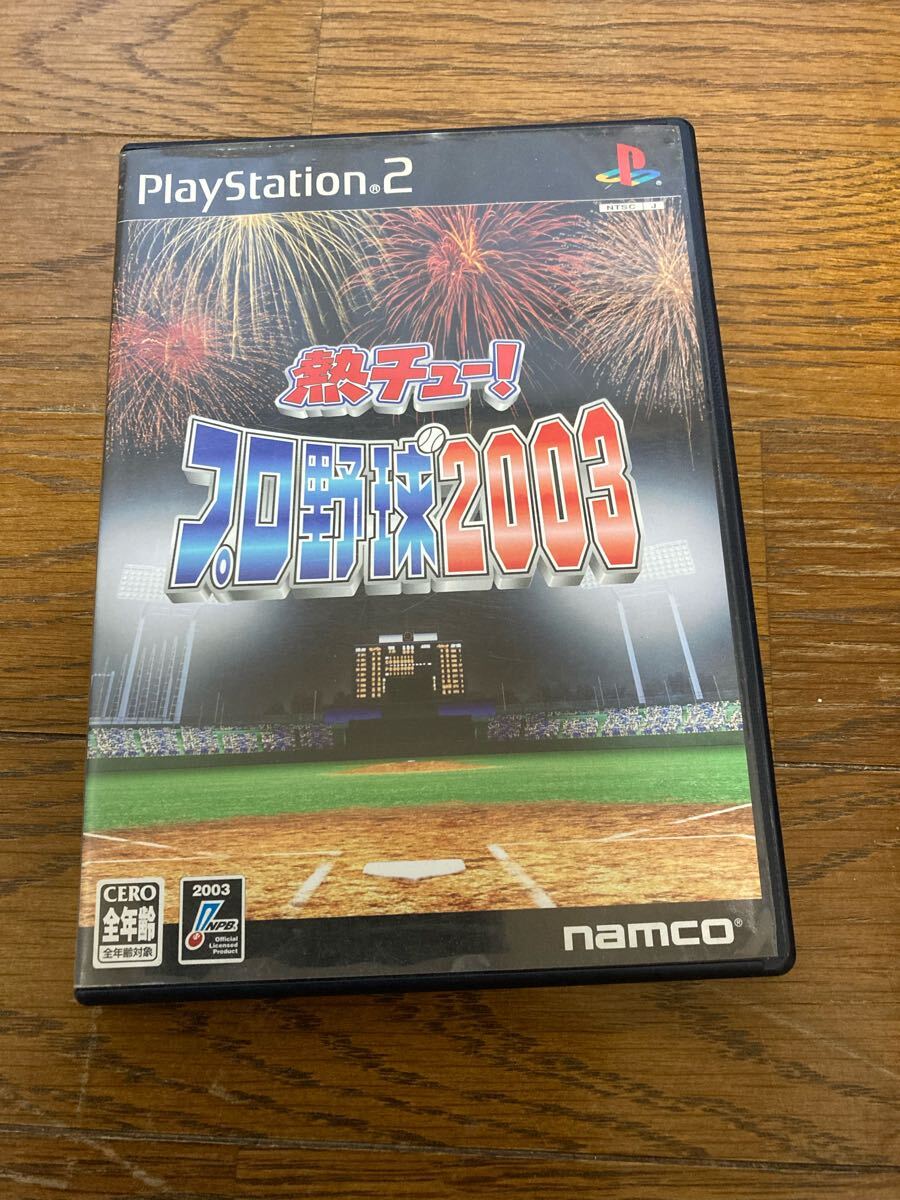 PlayStation®2
NTSC J
熱チュー!
プロ野球2003
CERO
全年齢
全年齢対象
2003
NPB
Official
Licensed
Product
namco®